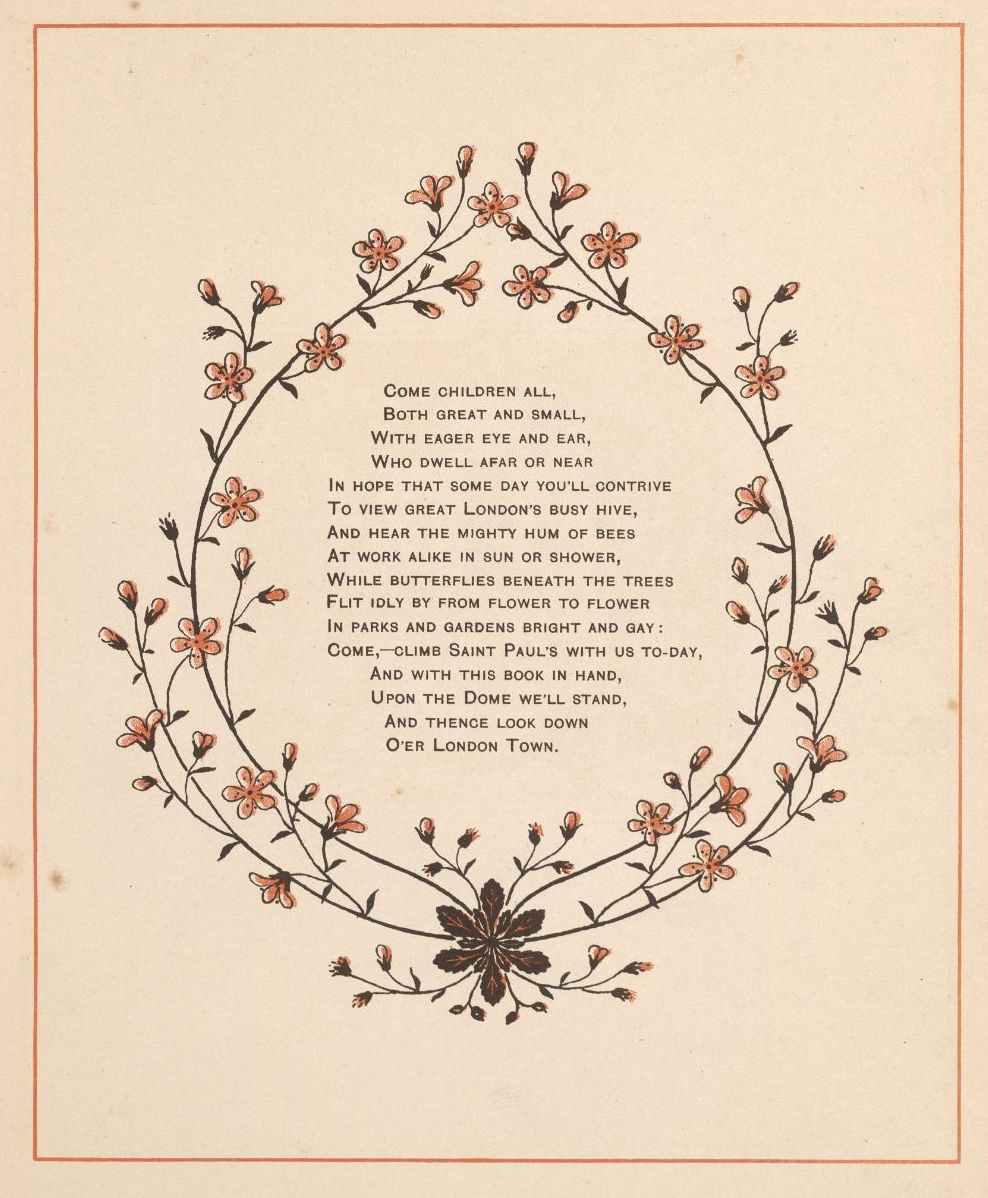 Come children all,
Both great and small,
With eager eye and ear,
Who dwell afar or near
In hope that some day you'll contrive
To view great London's busy hive,
And hear the mighty hum of bees
At work alike in sun or shower,
While butterflies beneath the trees
Flit idly by from flower to flower
In parks and gardens bright and gay:
Come,—climb Saint Paul's with us to-day,
And with this book in hand,
Upon the Dome we'll stand,
And thence look down
O'er London Town.